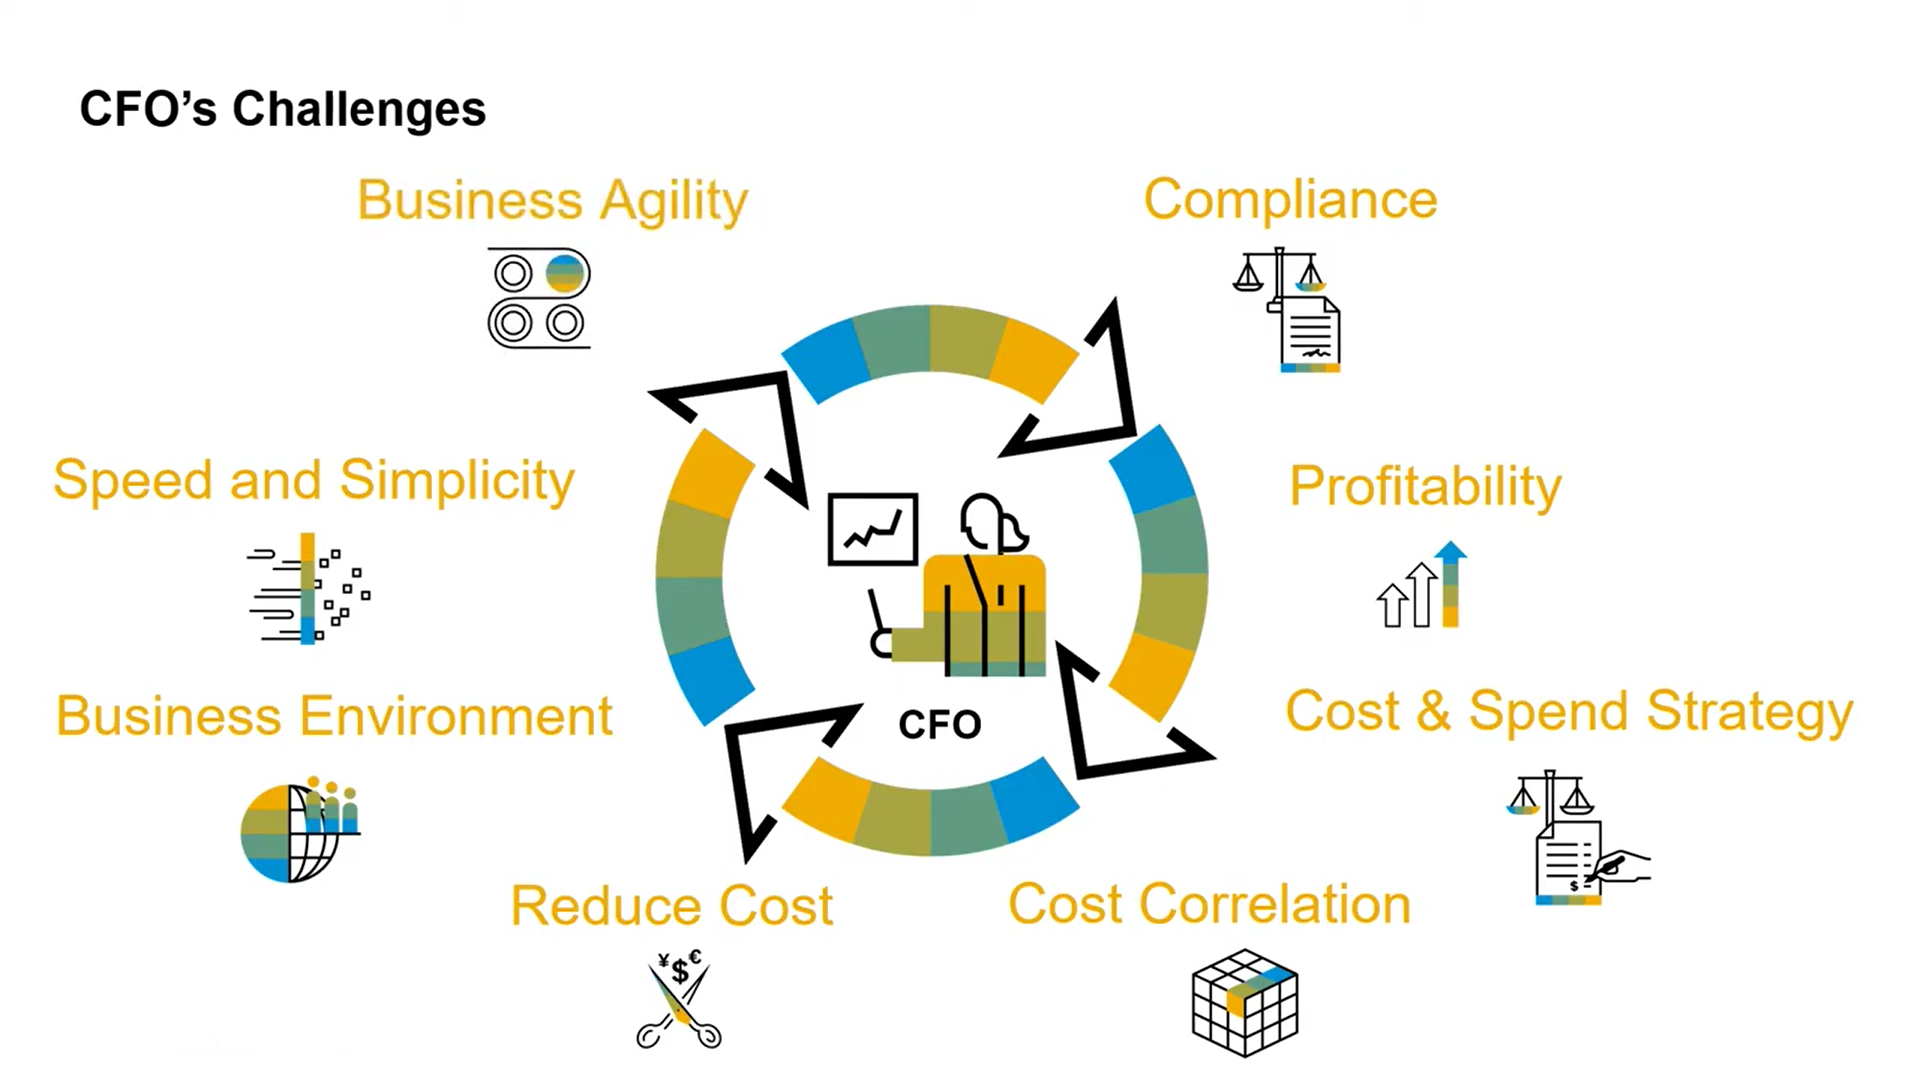 CFO’s Challenges
Business Agility
Compliance
Speed and Simplicity
Profitability
CFO
Business Environment
Cost & Spend Strategy
$
Reduce Cost
Cost Correlation
¥$€